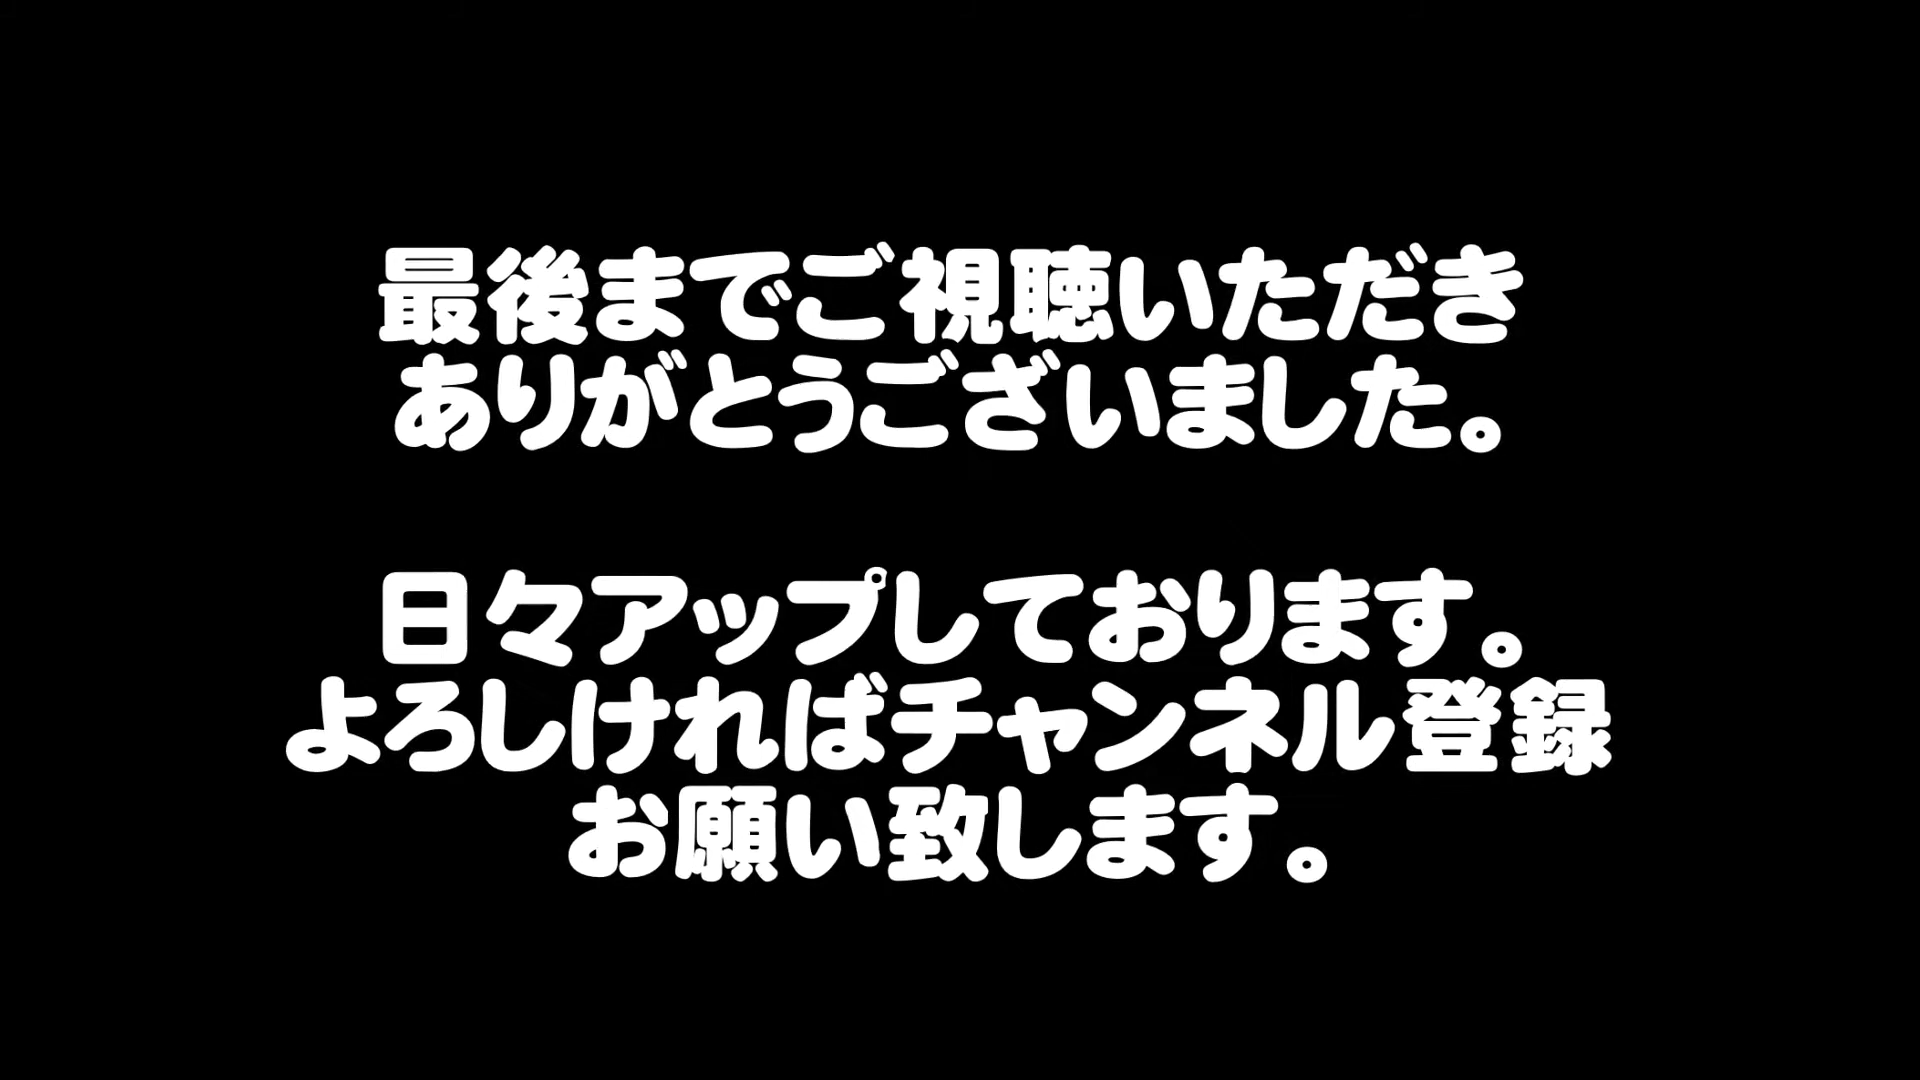 最後までご視聴いただき
ありがとうございました。
日々アップしております。
よろしければチャンネル登録
お願い致します。